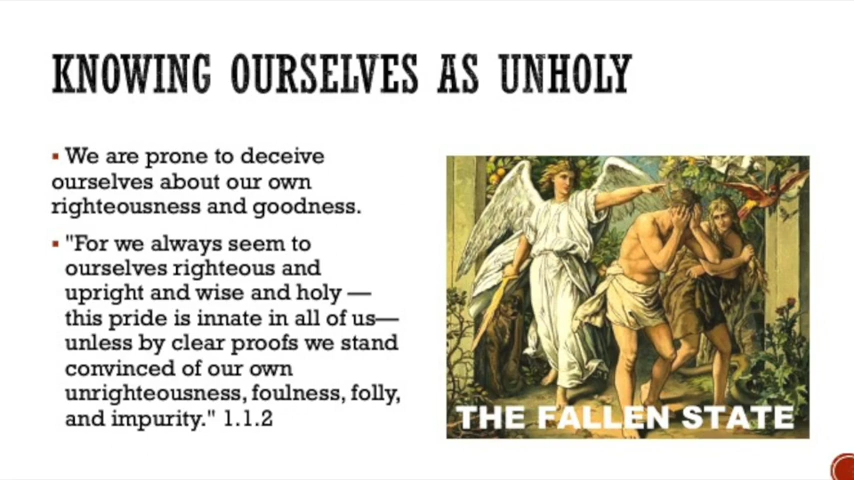 KNOWING OURSELVES AS UNHOLY
▪ We are prone to deceive
ourselves about our own
righteousness and goodness.
▪ "For we always seem to
ourselves righteous and
upright and wise and holy —
this pride is innate in all of us—
unless by clear proofs we stand
convinced of our own
unrighteousness, foulness, folly,
and impurity." 1.1.2
THE FALLEN STATE